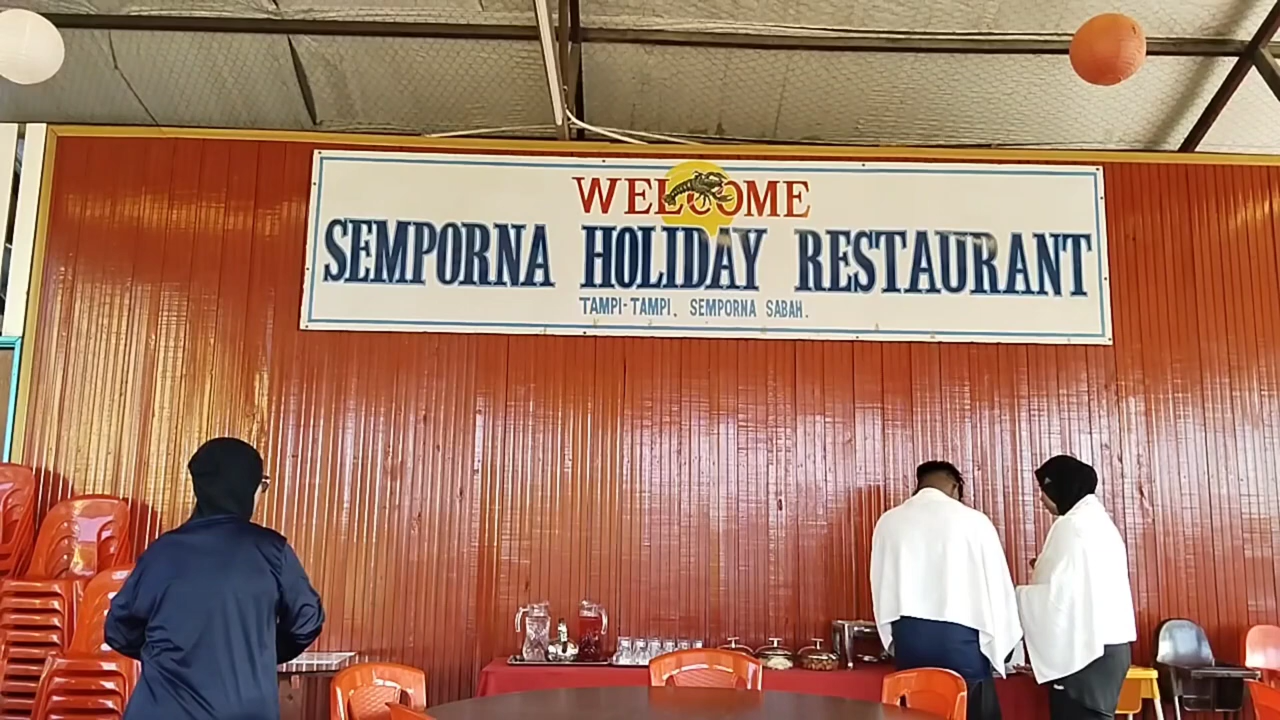 WELCOME
SEMPORNA HOLIDAY RESTAURANT
TAMPI-TAMPI, SEMPORNA SABAH.